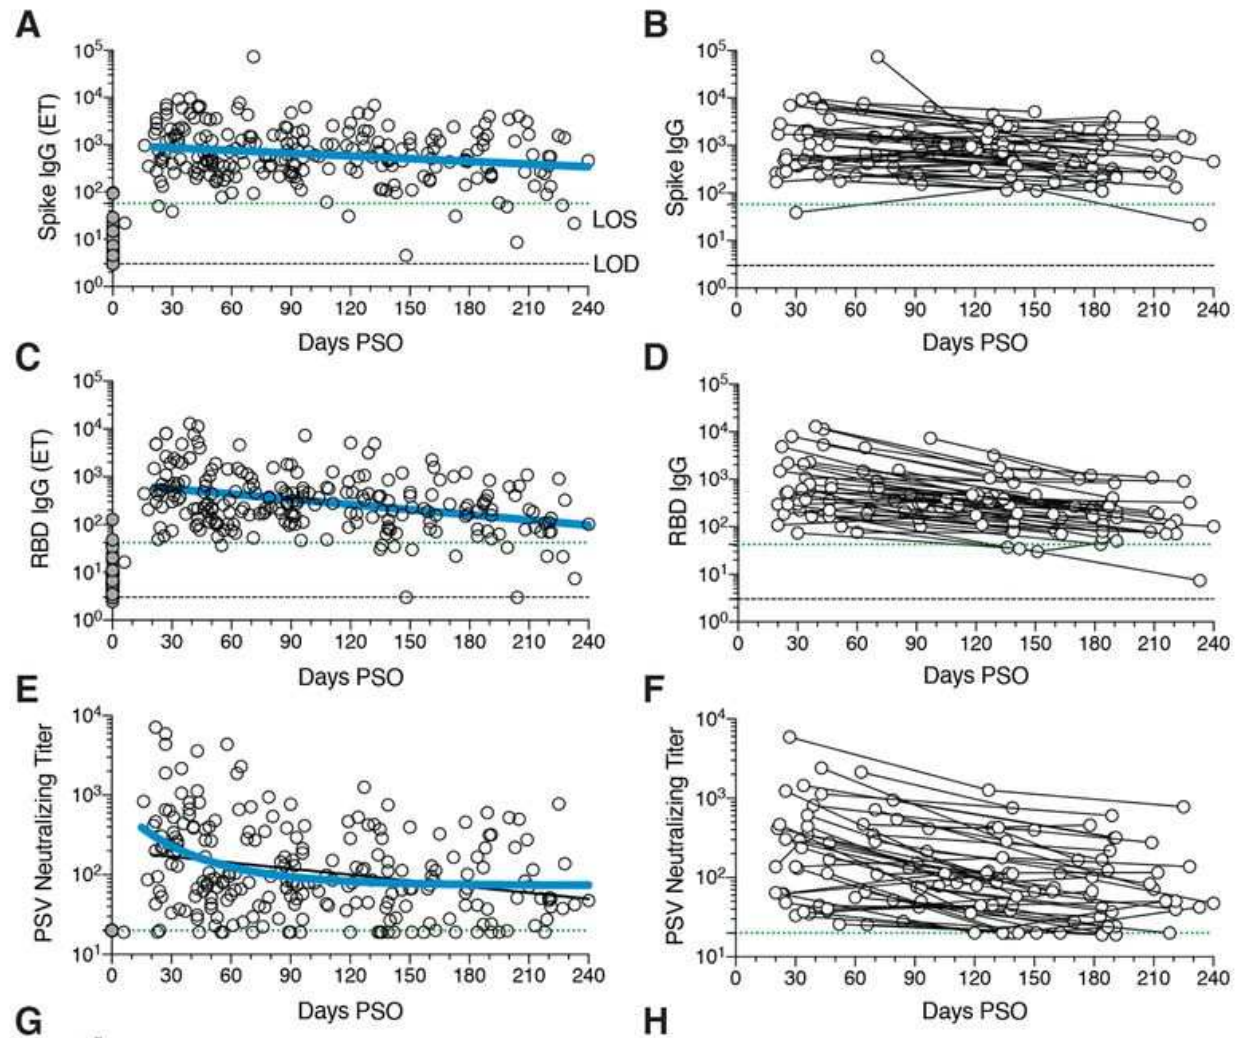 A
B
Spike IgG (ET)
10⁵
10⁴
10³
10²
10¹
10⁰
LOS
LOD
0 30 60 90 120 150 180 210 240
Days PSO
Spike IgG
10⁵
10⁴
10³
10²
10¹
10⁰
0 30 60 90 120 150 180 210 240
Days PSO
C
D
RBD IgG (ET)
10⁵
10⁴
10³
10²
10¹
10⁰
0 30 60 90 120 150 180 210 240
Days PSO
RBD IgG
10⁵
10⁴
10³
10²
10¹
10⁰
0 30 60 90 120 150 180 210 240
Days PSO
E
F
PSV Neutralizing Titer
10⁴
10³
10²
10¹
0 30 60 90 120 150 180 210 240
Days PSO
PSV Neutralizing Titer
10⁴
10³
10²
10¹
0 30 60 90 120 150 180 210 240
Days PSO
G
H